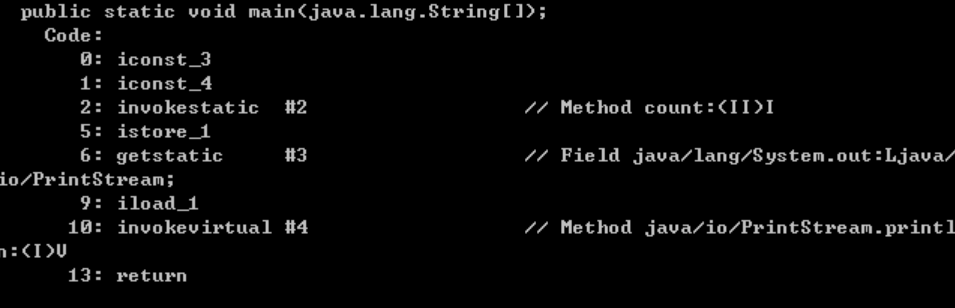 public static void main(java.lang.String[]);
Code:
0: iconst_3
1: iconst_4
2: invokestatic #2 // Method count:(II)I
5: istore_1
6: getstatic #3 // Field java/lang/System.out:Ljava/
io/PrintStream;
9: iload_1
10: invokevirtual #4 // Method java/io/PrintStream.printl
n:(I)V
13: return